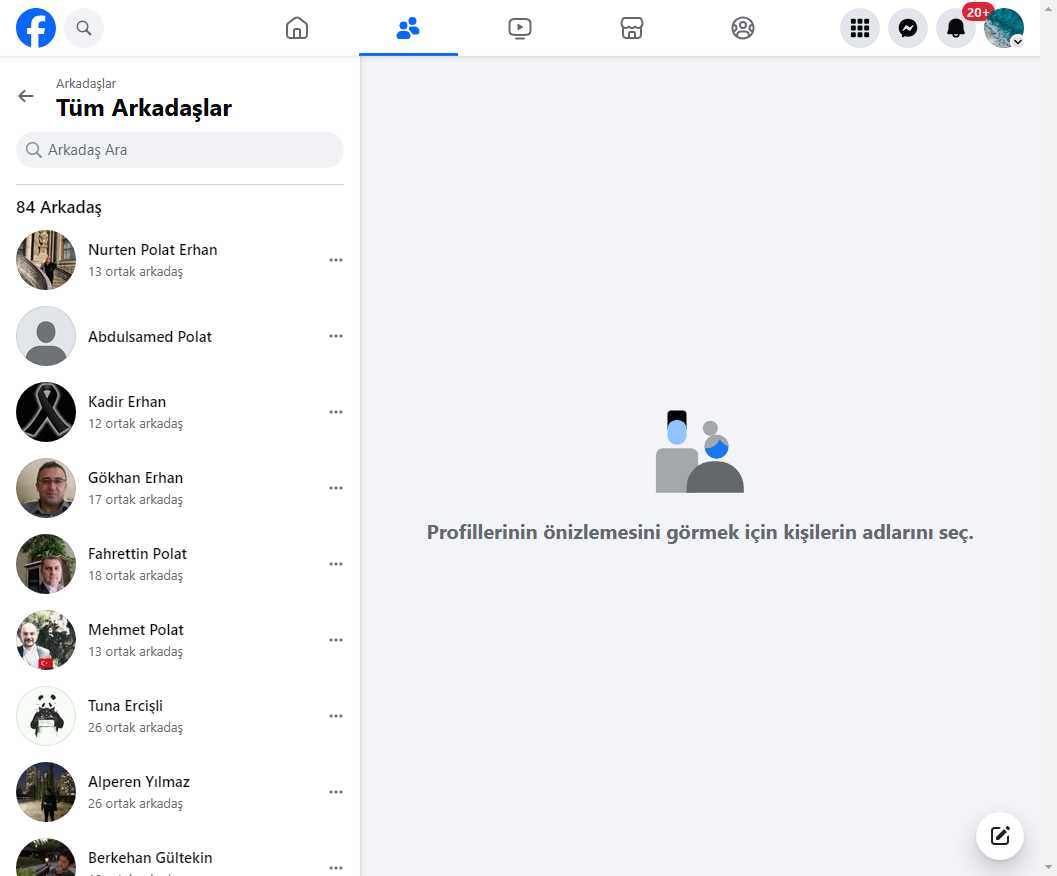 20+
Arkadaşlar
Tüm Arkadaşlar
Arkadaş Ara
84 Arkadaş
Nurten Polat Erhan
13 ortak arkadaş
Abdulsamed Polat
Kadir Erhan
12 ortak arkadaş
Gökhan Erhan
17 ortak arkadaş
Fahrettin Polat
18 ortak arkadaş
Mehmet Polat
13 ortak arkadaş
Tuna Ercişli
26 ortak arkadaş
Alperen Yılmaz
26 ortak arkadaş
Berkehan Gültekin
Profillerinin önizlemesini görmek için kişilerin adlarını seç.